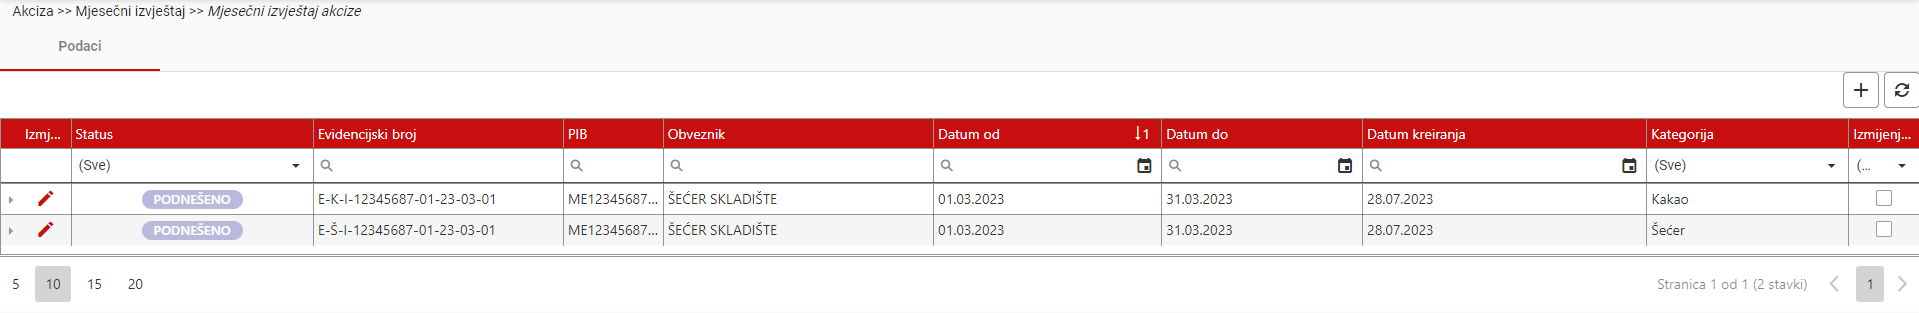 Akciza >> Mjesečni izvještaj >> Mjesečni izvještaj akcize
Podaci
Izmj... Status Evidencijski broj PIB Obveznik Datum od 1 Datum do Datum kreiranja Kategorija Izmijenj...
(Sve) (Sve) (...
PODNEŠENO E-K-I-12345687-01-23-03-01 ME12345687... ŠEĆER SKLADIŠTE 01.03.2023 31.03.2023 28.07.2023 Kakao
PODNEŠENO E-Š-I-12345687-01-23-03-01 ME12345687... ŠEĆER SKLADIŠTE 01.03.2023 31.03.2023 28.07.2023 Šećer
5 10 15 20 Stranica 1 od 1 (2 stavki) 1